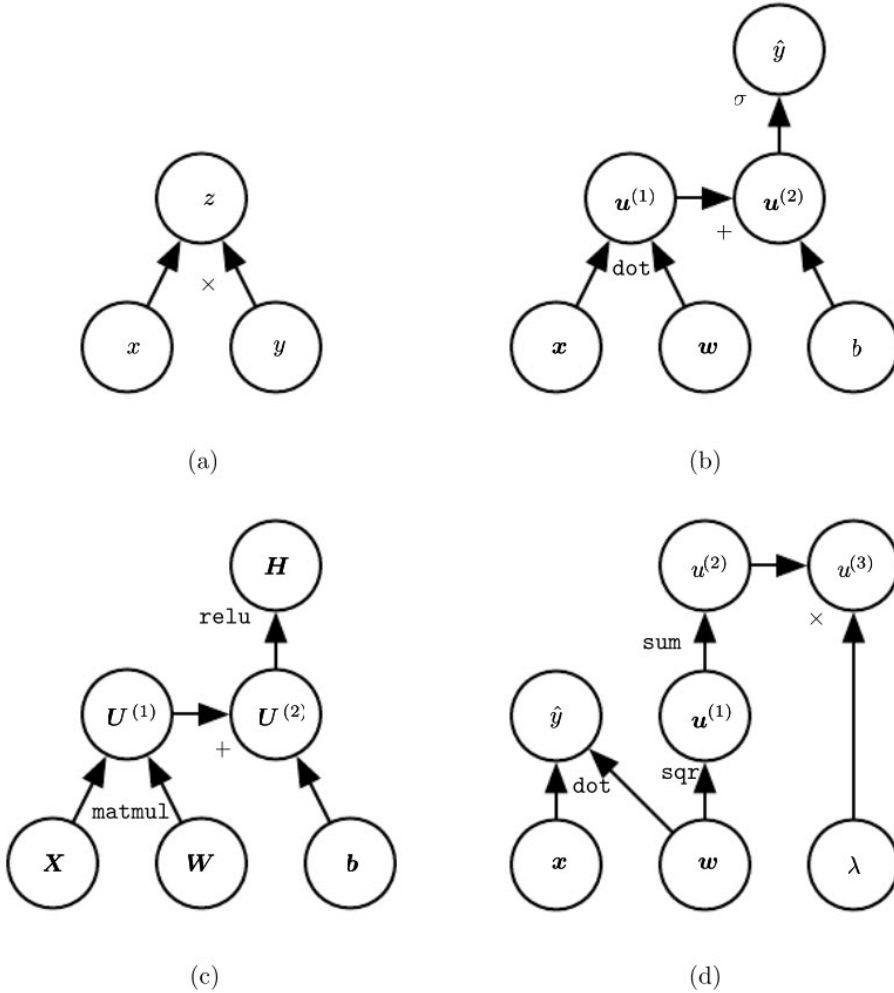 z
×
x y
(a)
ŷ
σ
u(1) u(2)
+
dot
x w b
(b)
H
relu
U(1) U(2)
+
matmul
X W b
(c)
u(2) u(3)
×
sum
ŷ u(1)
dot sqr
x w λ
(d)